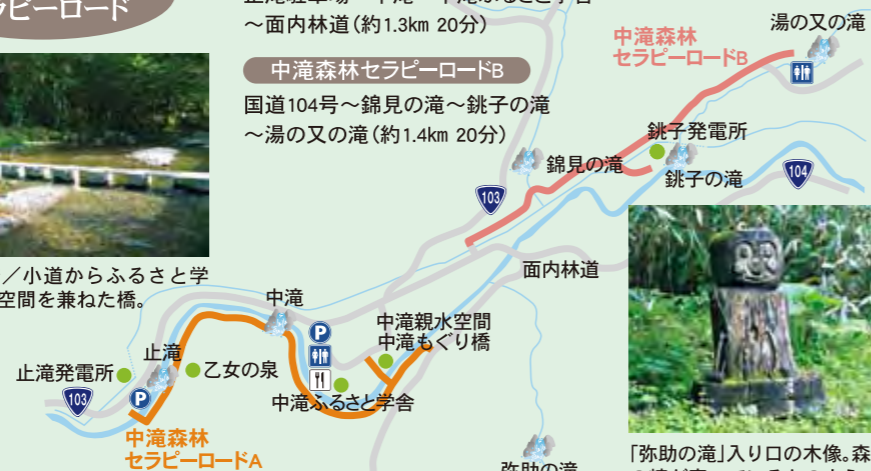 ラピーロード
～面内林道(約1.3km 20分)
中滝森林セラピーロードB
国道104号～錦見の滝～銚子の滝
～湯の又の滝(約1.4km 20分)
中滝森林
セラピーロードB
湯の又の滝
銚子発電所
錦見の滝
銚子の滝
104
103
面内林道
／小道からふるさと学
空間を兼ねた橋。
中滝
P
中滝親水空間
中滝もぐり橋
止滝
乙女の泉
止滝発電所
103
P
中滝ふるさと学舎
中滝森林
セラピーロードA
弥助の滝
「弥助の滝」入り口の木像。森